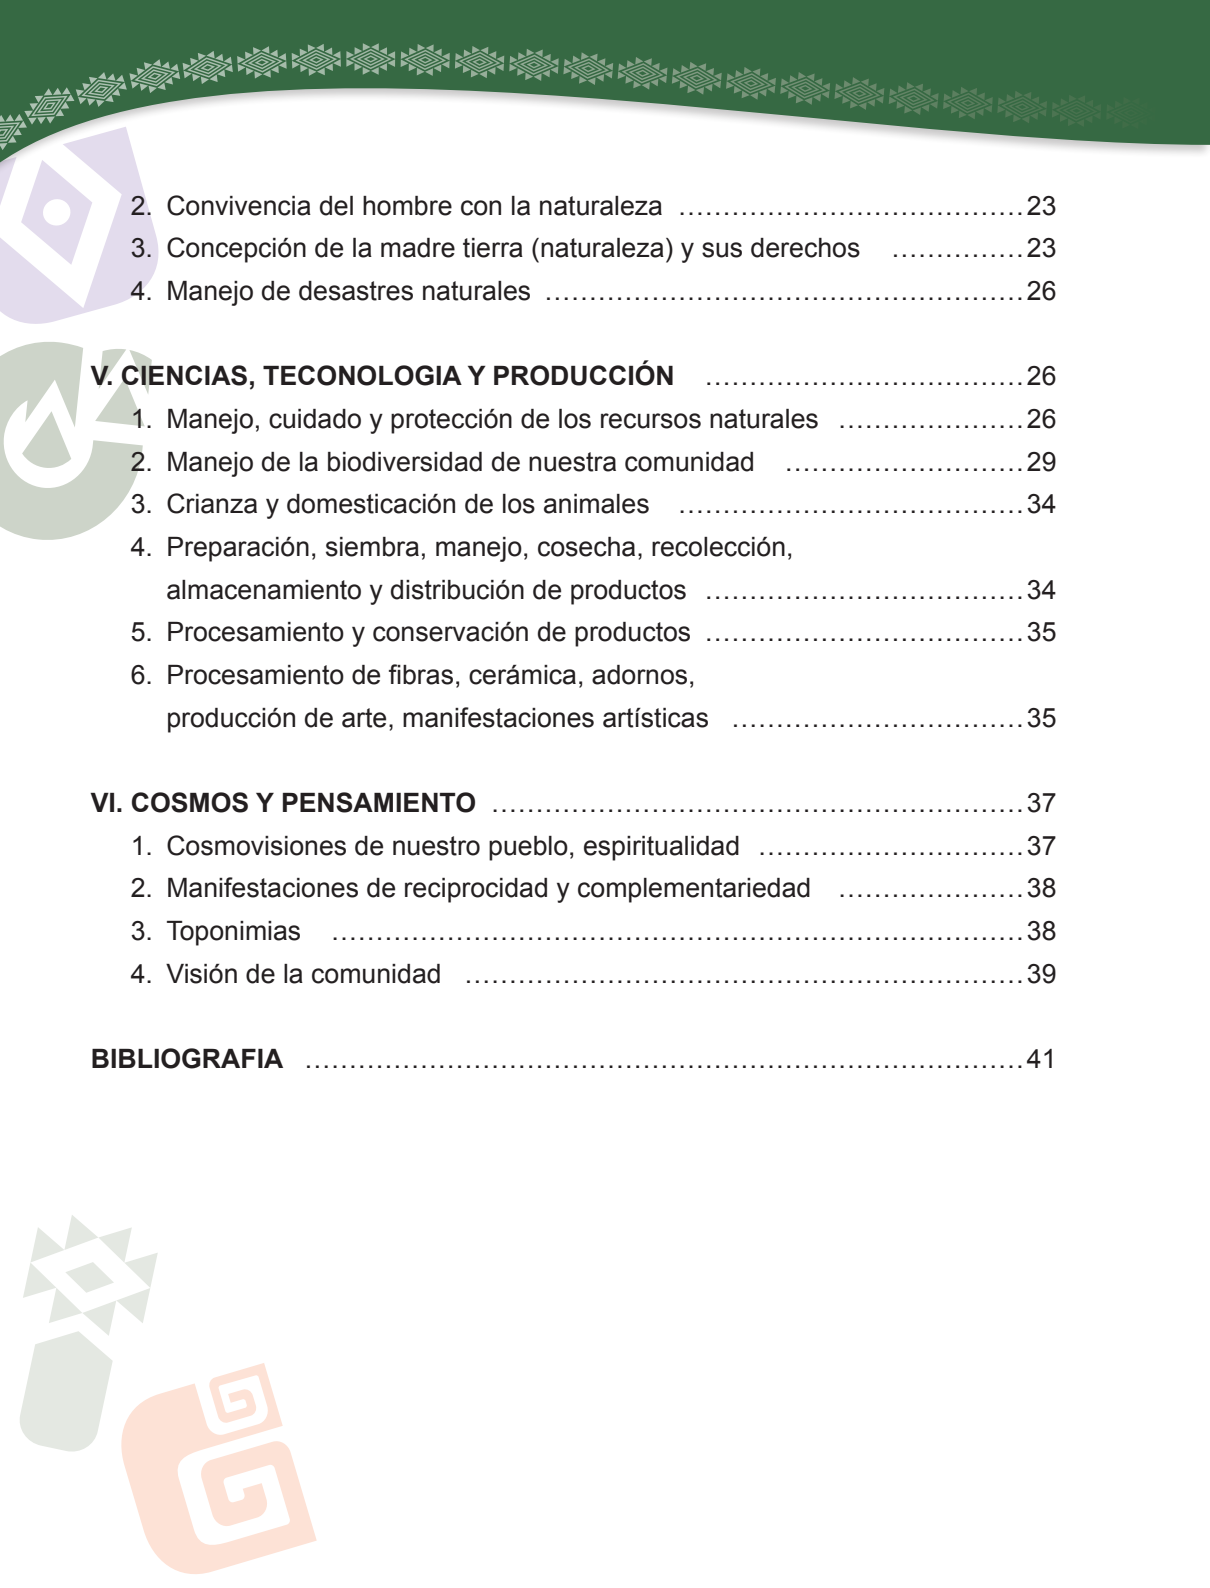 2. Convivencia del hombre con la naturaleza ....................................... 23
3. Concepción de la madre tierra (naturaleza) y sus derechos ............... 23
4. Manejo de desastres naturales ...................................................... 26
V. CIENCIAS, TECONOLOGIA Y PRODUCCIÓN .................................... 26
1. Manejo, cuidado y protección de los recursos naturales ..................... 26
2. Manejo de la biodiversidad de nuestra comunidad ........................... 29
3. Crianza y domesticación de los animales ....................................... 34
4. Preparación, siembra, manejo, cosecha, recolección,
almacenamiento y distribución de productos .................................... 34
5. Procesamiento y conservación de productos .................................... 35
6. Procesamiento de fibras, cerámica, adornos,
producción de arte, manifestaciones artísticas ................................. 35
VI. COSMOS Y PENSAMIENTO ............................................................ 37
1. Cosmovisiones de nuestro pueblo, espiritualidad .............................. 37
2. Manifestaciones de reciprocidad y complementariedad ..................... 38
3. Toponimias .............................................................................. 38
4. Visión de la comunidad ............................................................... 39
BIBLIOGRAFIA ................................................................................. 41